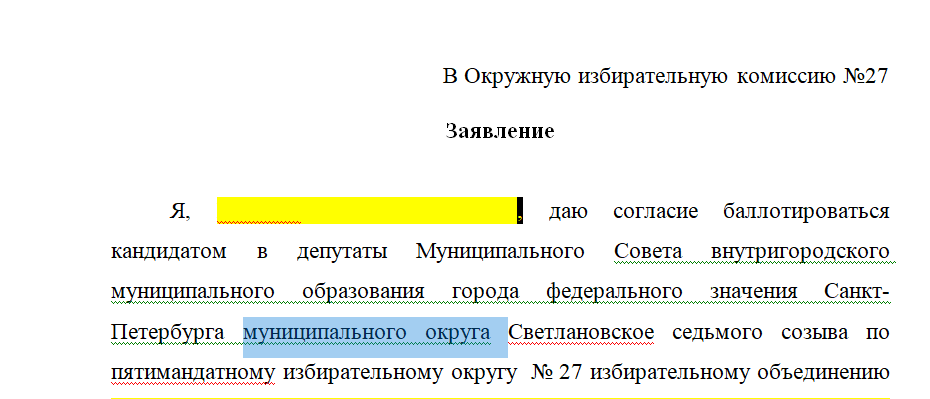 В Окружную избирательную комиссию №27
Заявление
Я, , даю согласие баллотироваться
кандидатом в депутаты Муниципального Совета внутригородского
муниципального образования города федерального значения Санкт-
Петербурга муниципального округа Светлановское седьмого созыва по
пятимандатному избирательному округу № 27 избирательному объединению